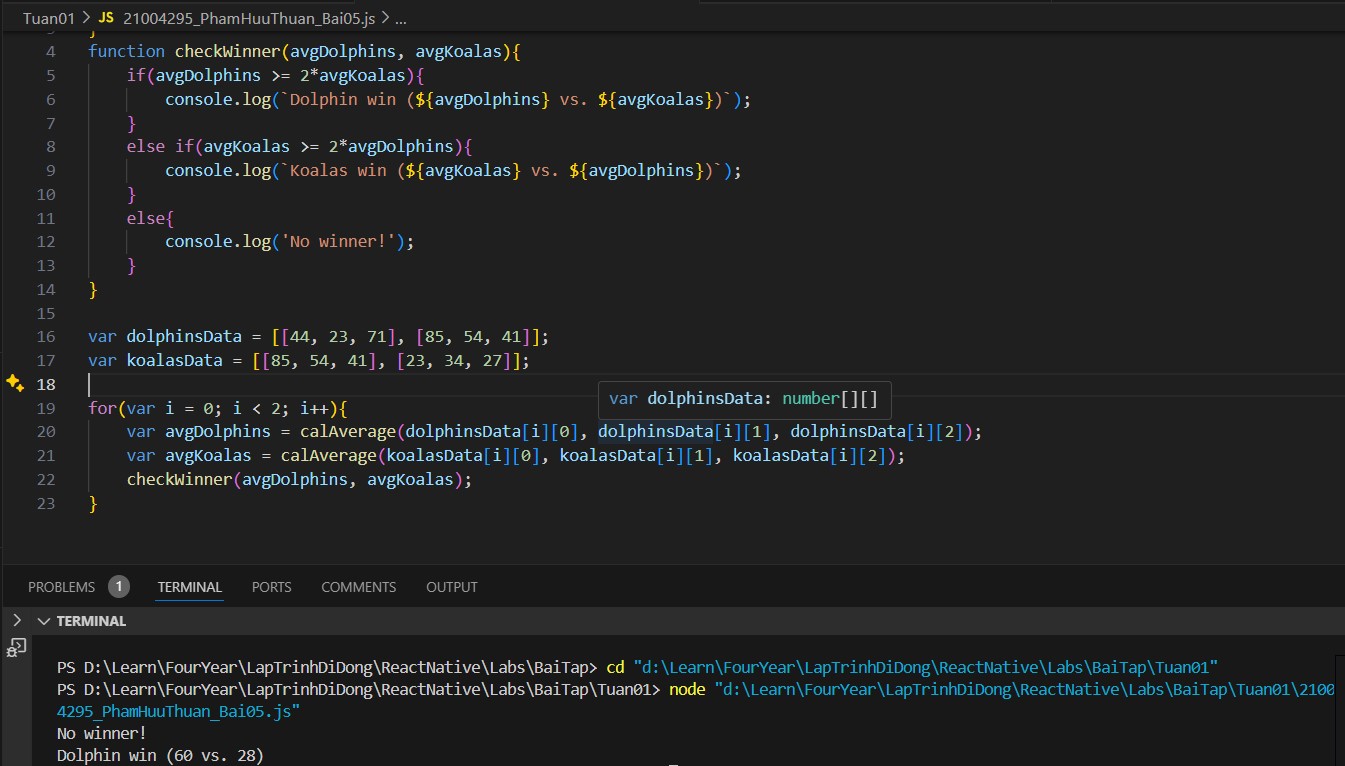 Tuan01 > JS 21004295_PhamHuuThuan_Bai05.js > ...
3 }
4 function checkWinner(avgDolphins, avgKoalas){
5 if(avgDolphins >= 2*avgKoalas){
6 console.log(`Dolphin win (${avgDolphins} vs. ${avgKoalas})`);
7 }
8 else if(avgKoalas >= 2*avgDolphins){
9 console.log(`Koalas win (${avgKoalas} vs. ${avgDolphins})`);
10 }
11 else{
12 console.log('No winner!');
13 }
14 }
15
16 var dolphinsData = [[44, 23, 71], [85, 54, 41]];
17 var koalasData = [[85, 54, 41], [23, 34, 27]];
18
var dolphinsData: number[][]
19 for(var i = 0; i < 2; i++){
20 var avgDolphins = calAverage(dolphinsData[i][0], dolphinsData[i][1], dolphinsData[i][2]);
21 var avgKoalas = calAverage(koalasData[i][0], koalasData[i][1], koalasData[i][2]);
22 checkWinner(avgDolphins, avgKoalas);
23 }
PROBLEMS 1 TERMINAL PORTS COMMENTS OUTPUT
TERMINAL
PS D:\Learn\FourYear\LapTrinhDiDong\ReactNative\Labs\BaiTap> cd "d:\Learn\FourYear\LapTrinhDiDong\ReactNative\Labs\BaiTap\Tuan01"
PS D:\Learn\FourYear\LapTrinhDiDong\ReactNative\Labs\BaiTap\Tuan01> node "d:\Learn\FourYear\LapTrinhDiDong\ReactNative\Labs\BaiTap\Tuan01\2100
4295_PhamHuuThuan_Bai05.js"
No winner!
Dolphin win (60 vs. 28)